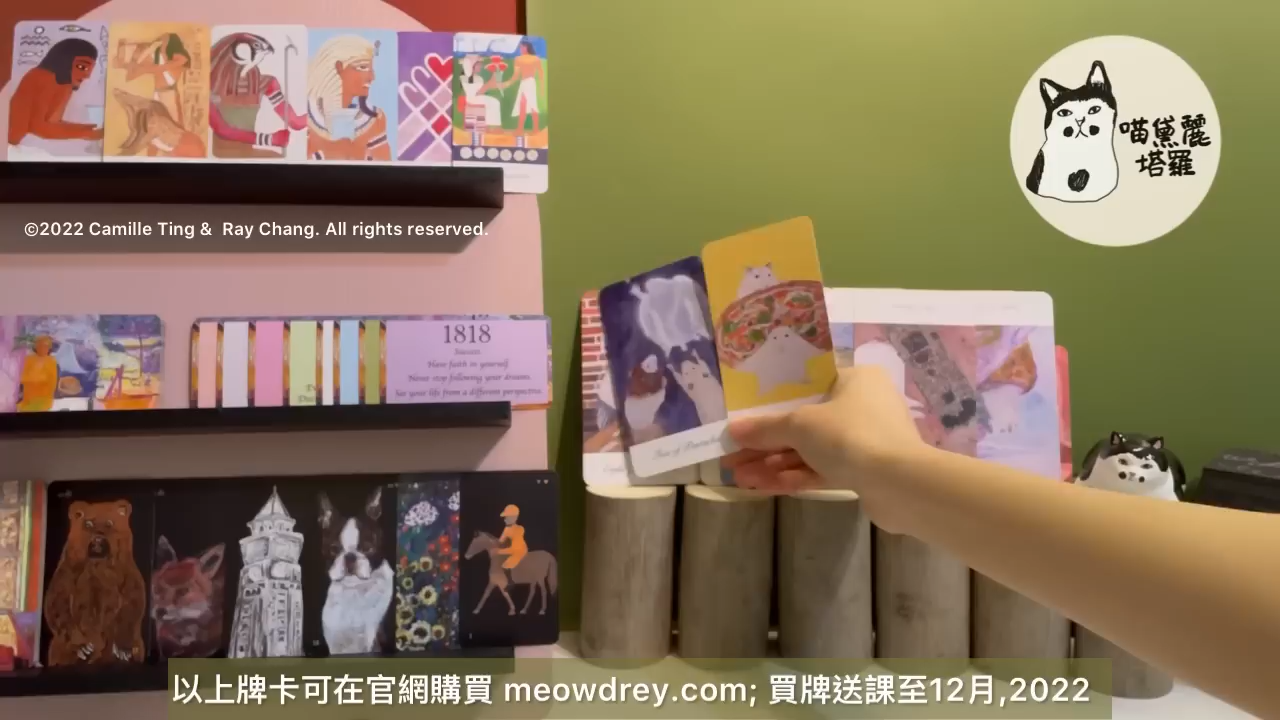 喵黛麗
塔羅
©2022 Camille Ting & Ray Chang. All rights reserved.
1818
Success
Have faith in yourself
Never stop following your dreams.
See your life from a different perspective.
以上牌卡可在官網購買 meowdrey.com; 買牌送課至12月,2022